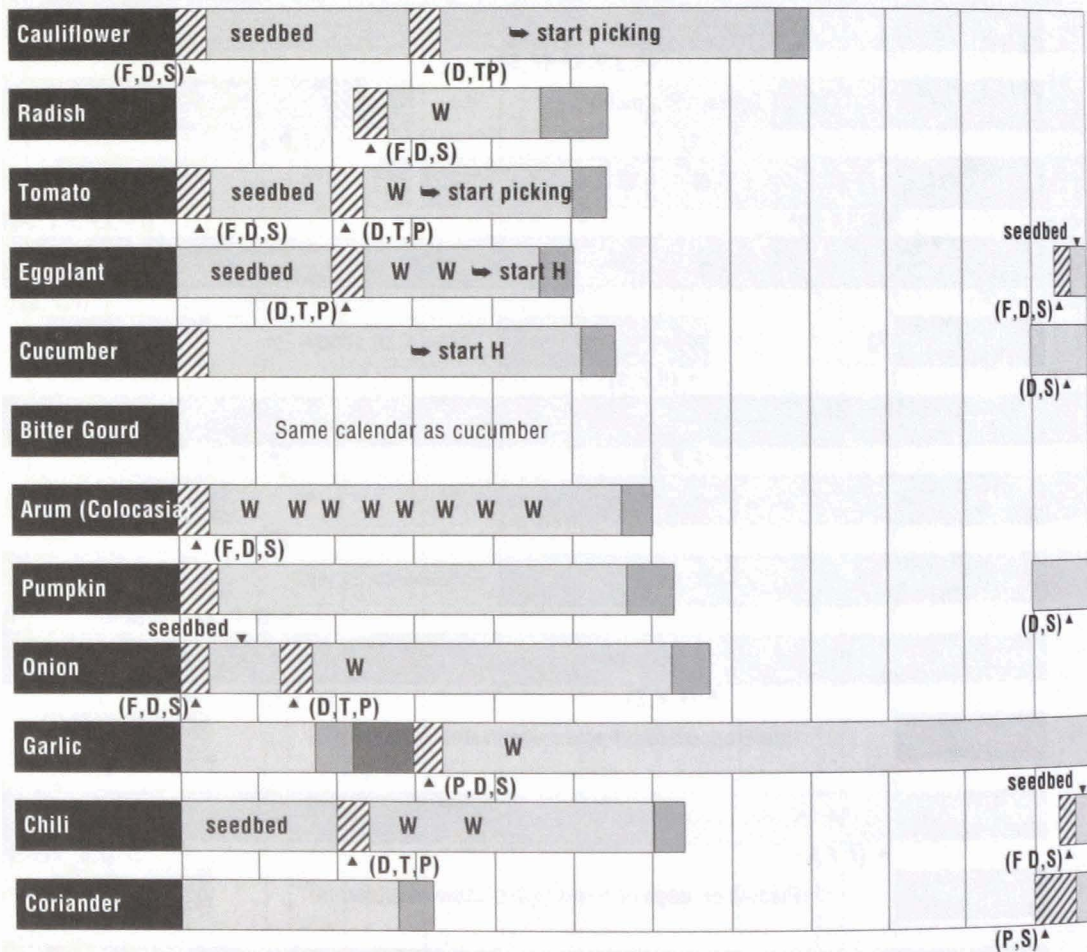 Cauliflower seedbed start picking
(F,D,S) (D,TP)
Radish W
(F,D,S)
Tomato seedbed W start picking
(F,D,S) (D,T,P)
seedbed
Eggplant seedbed W W start H
(D,T,P) (F,D,S)
Cucumber start H
(D,S)
Bitter Gourd Same calendar as cucumber
Arum (Colocasia) W W W W W W W W
(F,D,S)
Pumpkin
(D,S)
seedbed
Onion W
(F,D,S) (D,T,P)
Garlic W
(P,D,S)
seedbed
Chili seedbed W W
(D,T,P) (F D,S)
Coriander
(P,S)